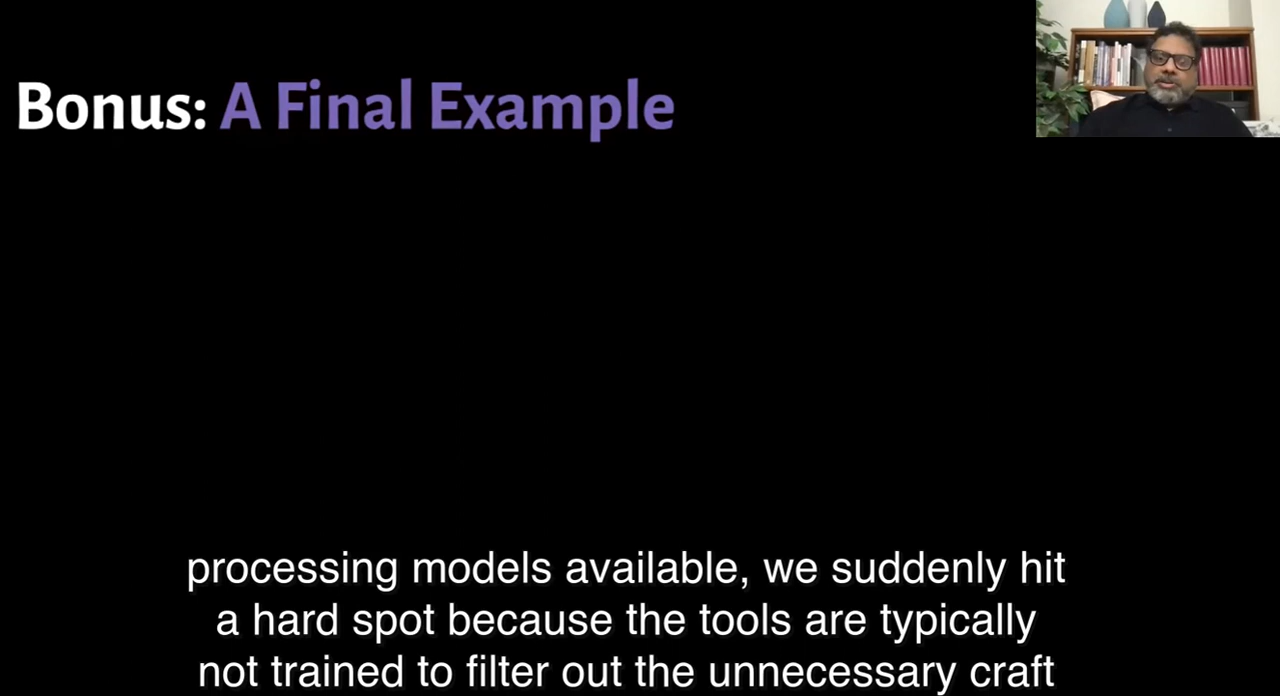 Bonus: A Final Example
processing models available, we suddenly hit
a hard spot because the tools are typically
not trained to filter out the unnecessary craft